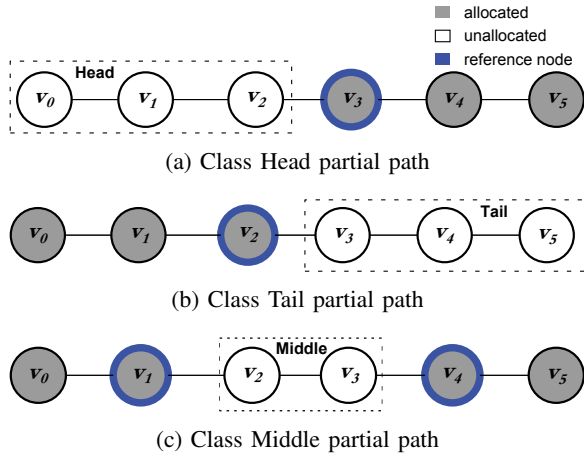 allocated
unallocated
reference node
Head
v0 v1 v2 v3 v4 v5
(a) Class Head partial path
Tail
v0 v1 v2 v3 v4 v5
(b) Class Tail partial path
Middle
v0 v1 v2 v3 v4 v5
(c) Class Middle partial path